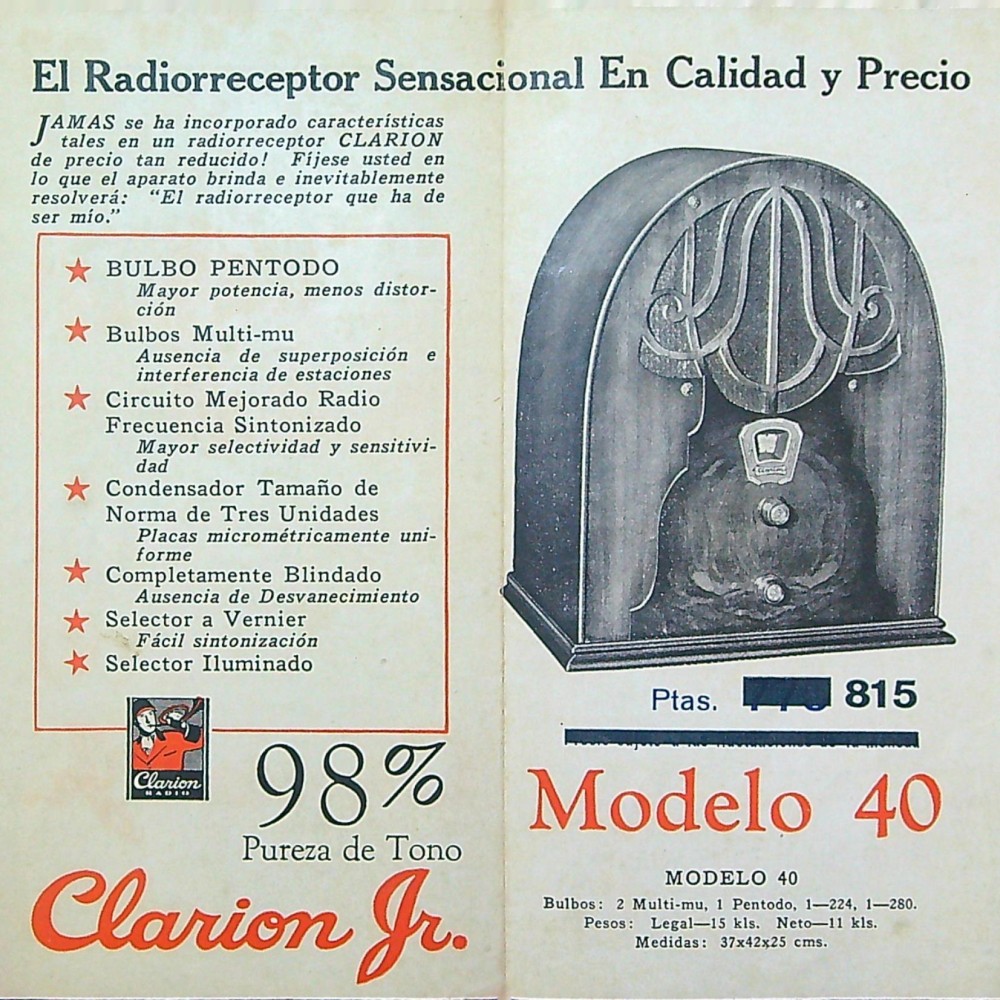 El Radiorreceptor Sensacional En Calidad y Precio
JAMAS se ha incorporado características
tales en un radiorreceptor CLARION
de precio tan reducido! Fíjese usted en
lo que el aparato brinda e inevitablemente
resolverá: "El radiorreceptor que ha de
ser mío."
BULBO PENTODO
Mayor potencia, menos distor-
ción
Bulbos Multi-mu
Ausencia de superposición e
interferencia de estaciones
Circuito Mejorado Radio
Frecuencia Sintonizado
Mayor selectividad y sensitivi-
dad
Condensador Tamaño de
Norma de Tres Unidades
Placas micrométricamente uni-
forme
Completamente Blindado
Ausencia de Desvanecimiento
Selector a Vernier
Fácil sintonización
Selector Iluminado
Clarion
RADIO
98%
Pureza de Tono
Clarion Jr.
Ptas. 815
Modelo 40
MODELO 40
Bulbos: 2 Multi-mu, 1 Pentodo, 1—224, 1—280.
Pesos: Legal—15 kls. Neto—11 kls.
Medidas: 37x42x25 cms.